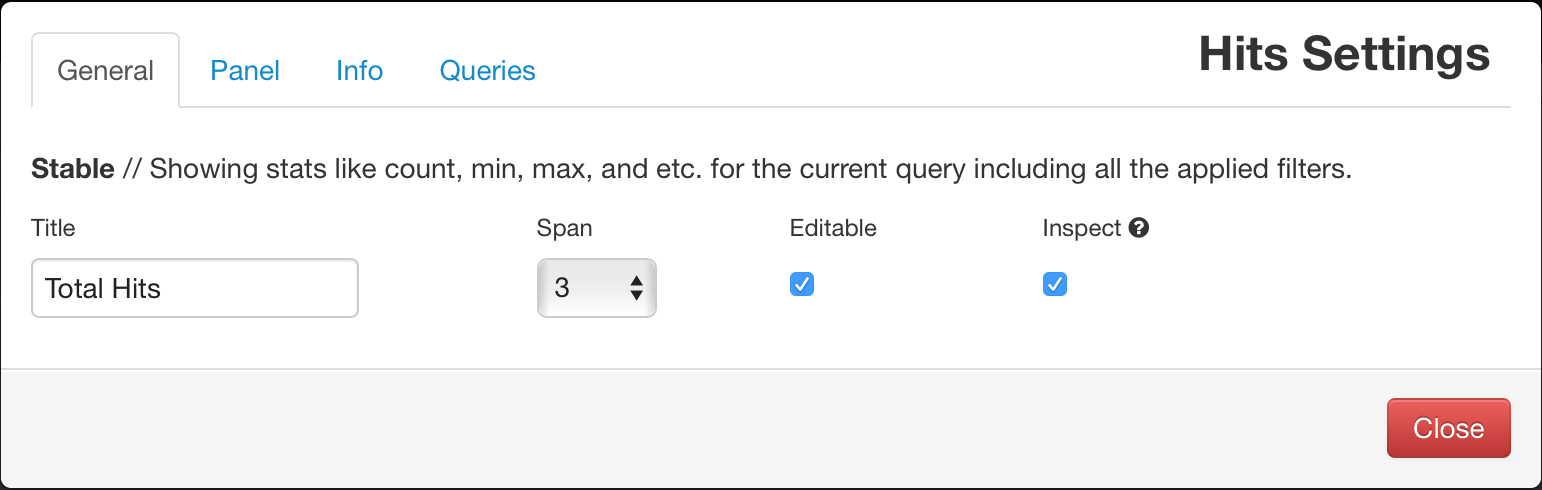 General Panel Info Queries Hits Settings
Stable // Showing stats like count, min, max, and etc. for the current query including all the applied filters.
Title Span Editable Inspect ?
Total Hits 3
Close